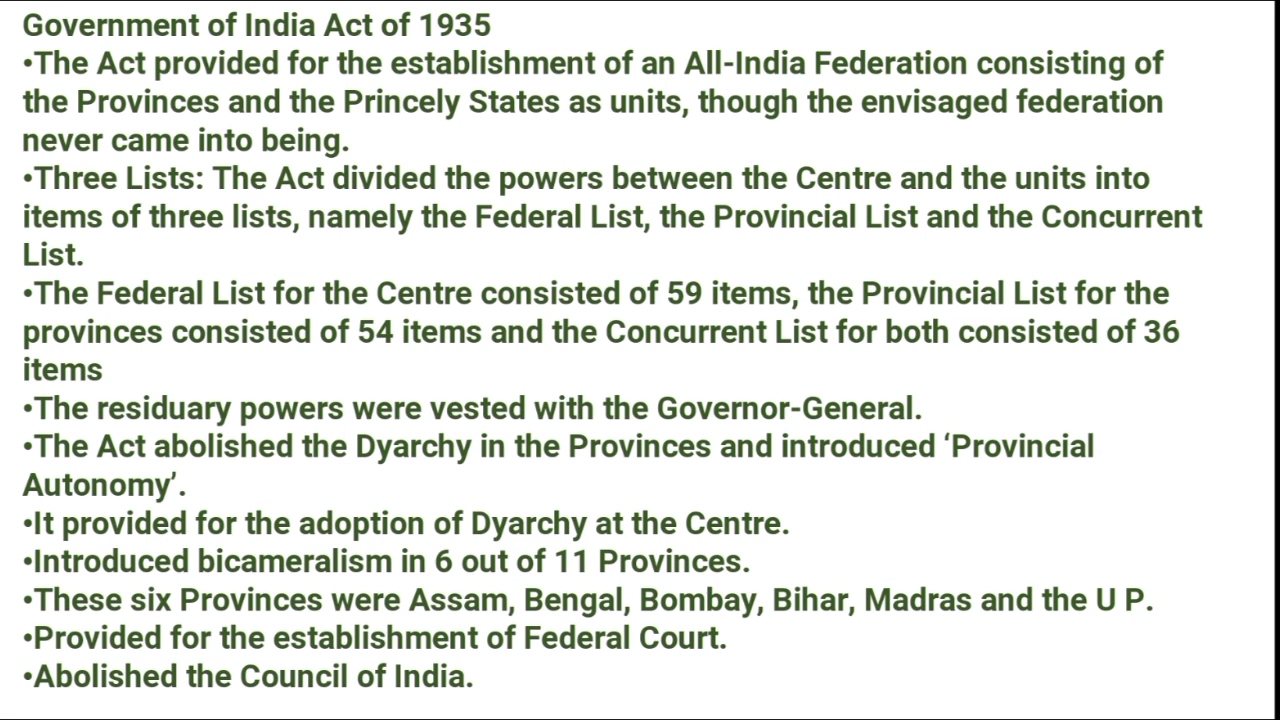 Government of India Act of 1935
•The Act provided for the establishment of an All-India Federation consisting of
the Provinces and the Princely States as units, though the envisaged federation
never came into being.
•Three Lists: The Act divided the powers between the Centre and the units into
items of three lists, namely the Federal List, the Provincial List and the Concurrent
List.
•The Federal List for the Centre consisted of 59 items, the Provincial List for the
provinces consisted of 54 items and the Concurrent List for both consisted of 36
items
•The residuary powers were vested with the Governor-General.
•The Act abolished the Dyarchy in the Provinces and introduced ‘Provincial
Autonomy’.
•It provided for the adoption of Dyarchy at the Centre.
•Introduced bicameralism in 6 out of 11 Provinces.
•These six Provinces were Assam, Bengal, Bombay, Bihar, Madras and the U P.
•Provided for the establishment of Federal Court.
•Abolished the Council of India.